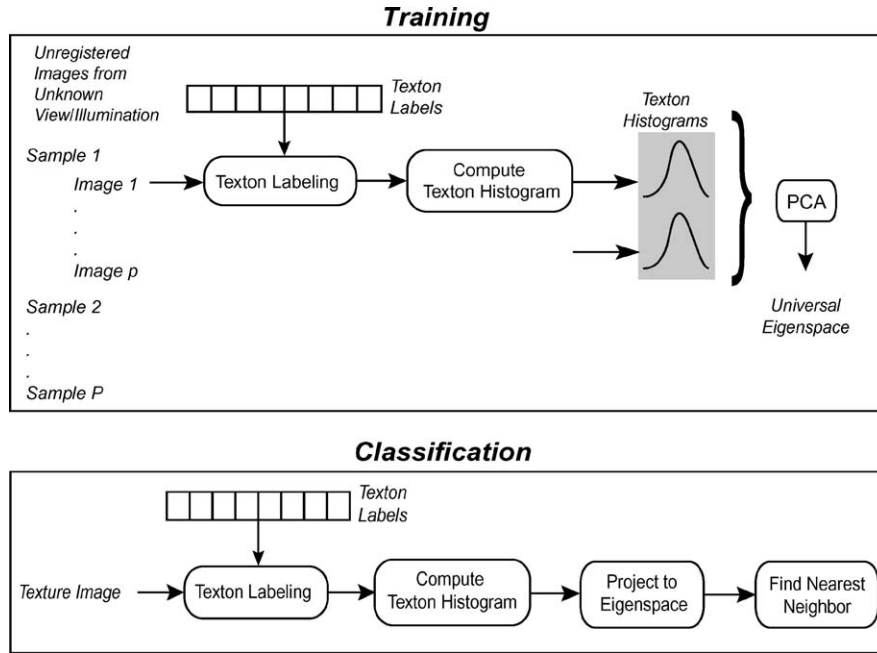 Training
Unregistered
Images from
Unknown
View/Illumination
Texton
Labels
Texton
Histograms
Sample 1
Image 1
.
.
.
Image p
Texton Labeling
Compute
Texton Histogram
PCA
Sample 2
.
.
.
Sample P
Universal
Eigenspace
Classification
Texton
Labels
Texture Image
Texton Labeling
Compute
Texton Histogram
Project to
Eigenspace
Find Nearest
Neighbor